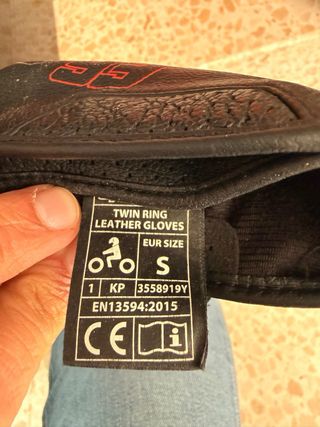 TWIN RING
LEATHER GLOVES
EUR SIZE
S
1 KP 3558919Y
EN13594:2015
CE i